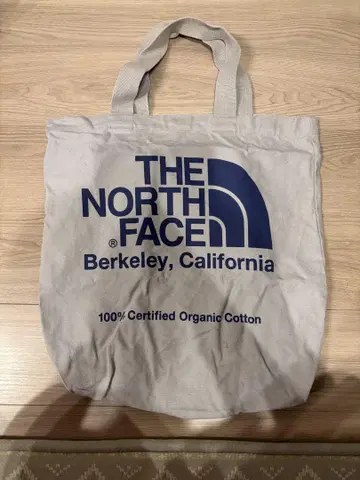 THE
NORTH
® FACE
Berkeley, California
100% Certified Organic Cotton